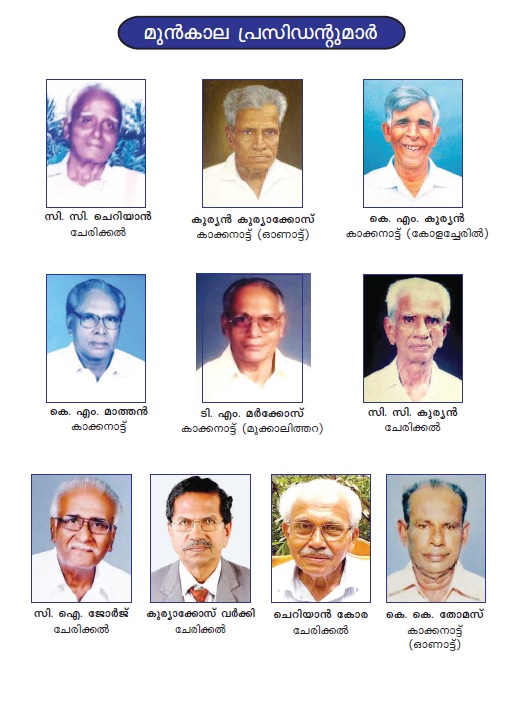 മുൻകാല പ്രസിഡന്റുമാർ
സി. സി. ചെറിയാൻ
ചേരിക്കൽ
കുര്യൻ കുര്യാക്കോസ്
കാക്കനാട്ട് (ഓണാട്ട്)
കെ. എം. കുര്യൻ
കാക്കനാട്ട് (കോളച്ചേരിൽ)
കെ. എം. മാത്തൻ
കാക്കനാട്ട്
ടി. എം. മർക്കോസ്
കാക്കനാട്ട് (മുക്കാലിത്തറ)
സി. സി. കുര്യൻ
ചേരിക്കൽ
സി. ഐ. ജോർജ്
ചേരിക്കൽ
കുര്യാക്കോസ് വർക്കി
ചേരിക്കൽ
ചെറിയാൻ കോര
ചേരിക്കൽ
കെ. കെ. തോമസ്
കാക്കനാട്ട്
(ഓണാട്ട്)